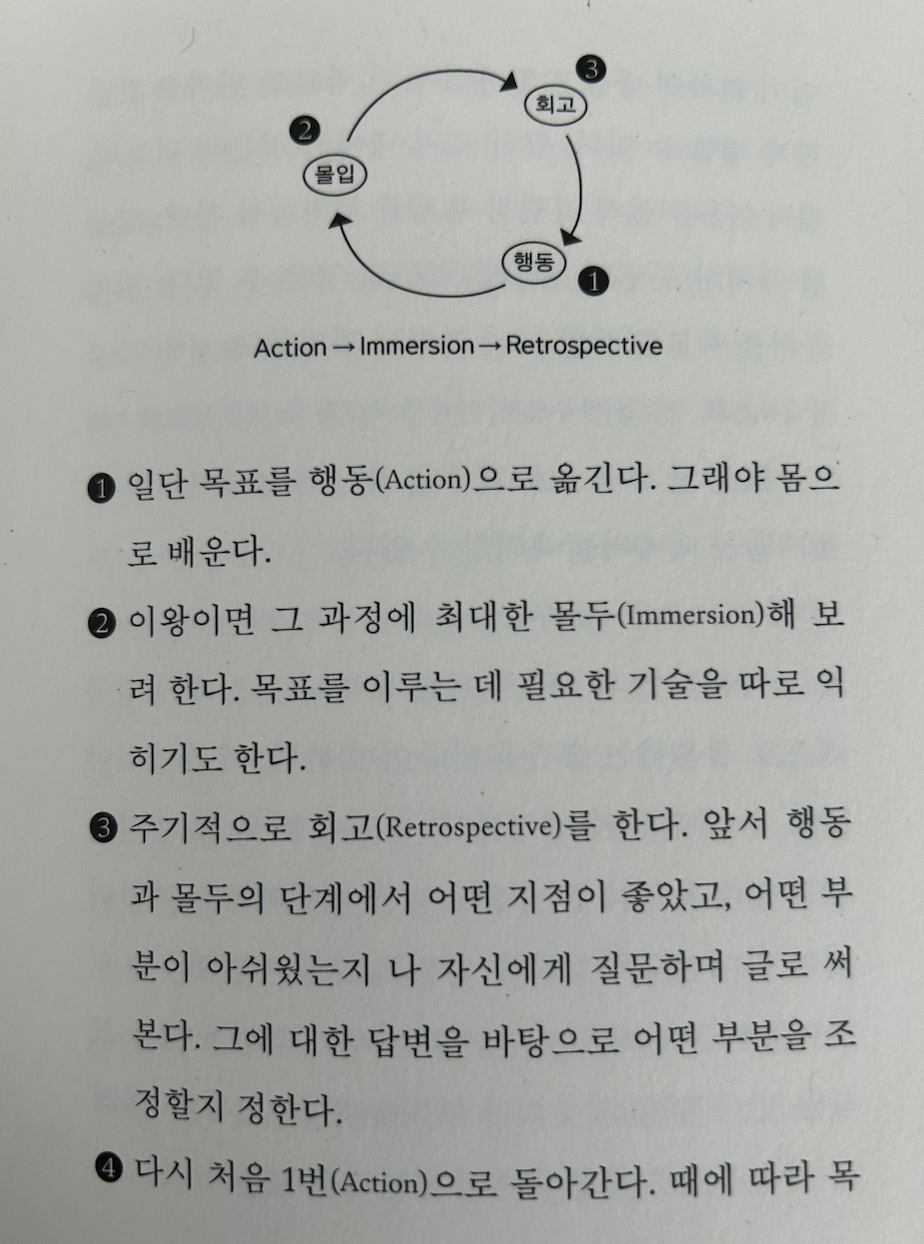 ❸
회고
❷
몰입
행동
❶
Action → Immersion → Retrospective
❶ 일단 목표를 행동(Action)으로 옮긴다. 그래야 몸으
로 배운다.
❷ 이왕이면 그 과정에 최대한 몰두(Immersion)해 보
려 한다. 목표를 이루는 데 필요한 기술을 따로 익
히기도 한다.
❸ 주기적으로 회고(Retrospective)를 한다. 앞서 행동
과 몰두의 단계에서 어떤 지점이 좋았고, 어떤 부
분이 아쉬웠는지 나 자신에게 질문하며 글로 써
본다. 그에 대한 답변을 바탕으로 어떤 부분을 조
정할지 정한다.
❹ 다시 처음 1번(Action)으로 돌아간다. 때에 따라 목